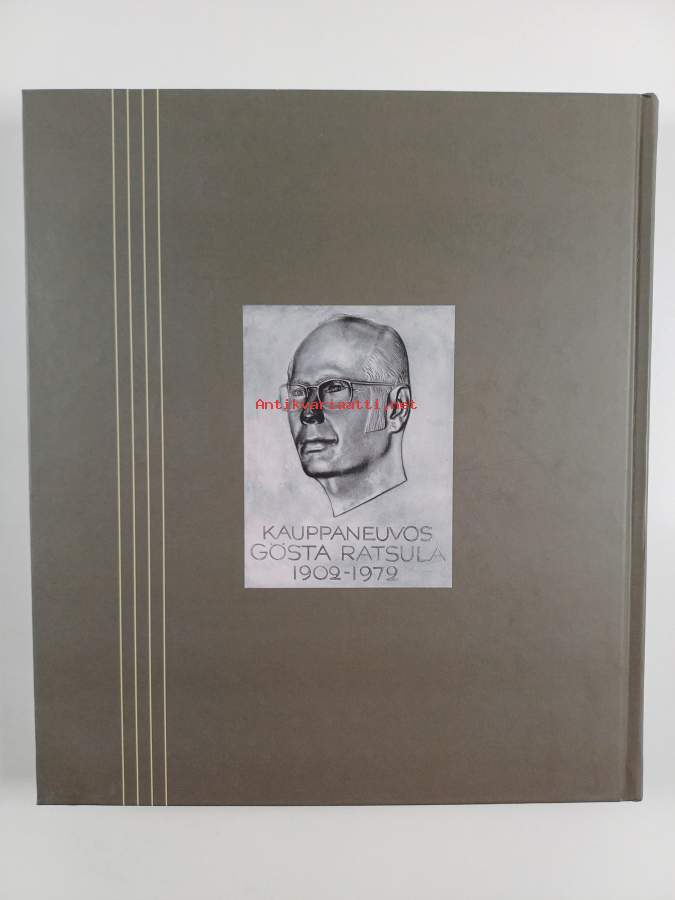 Antikvariaatti.net
KAUPPANEUVOS
GÖSTA RATSULA
1902-1972